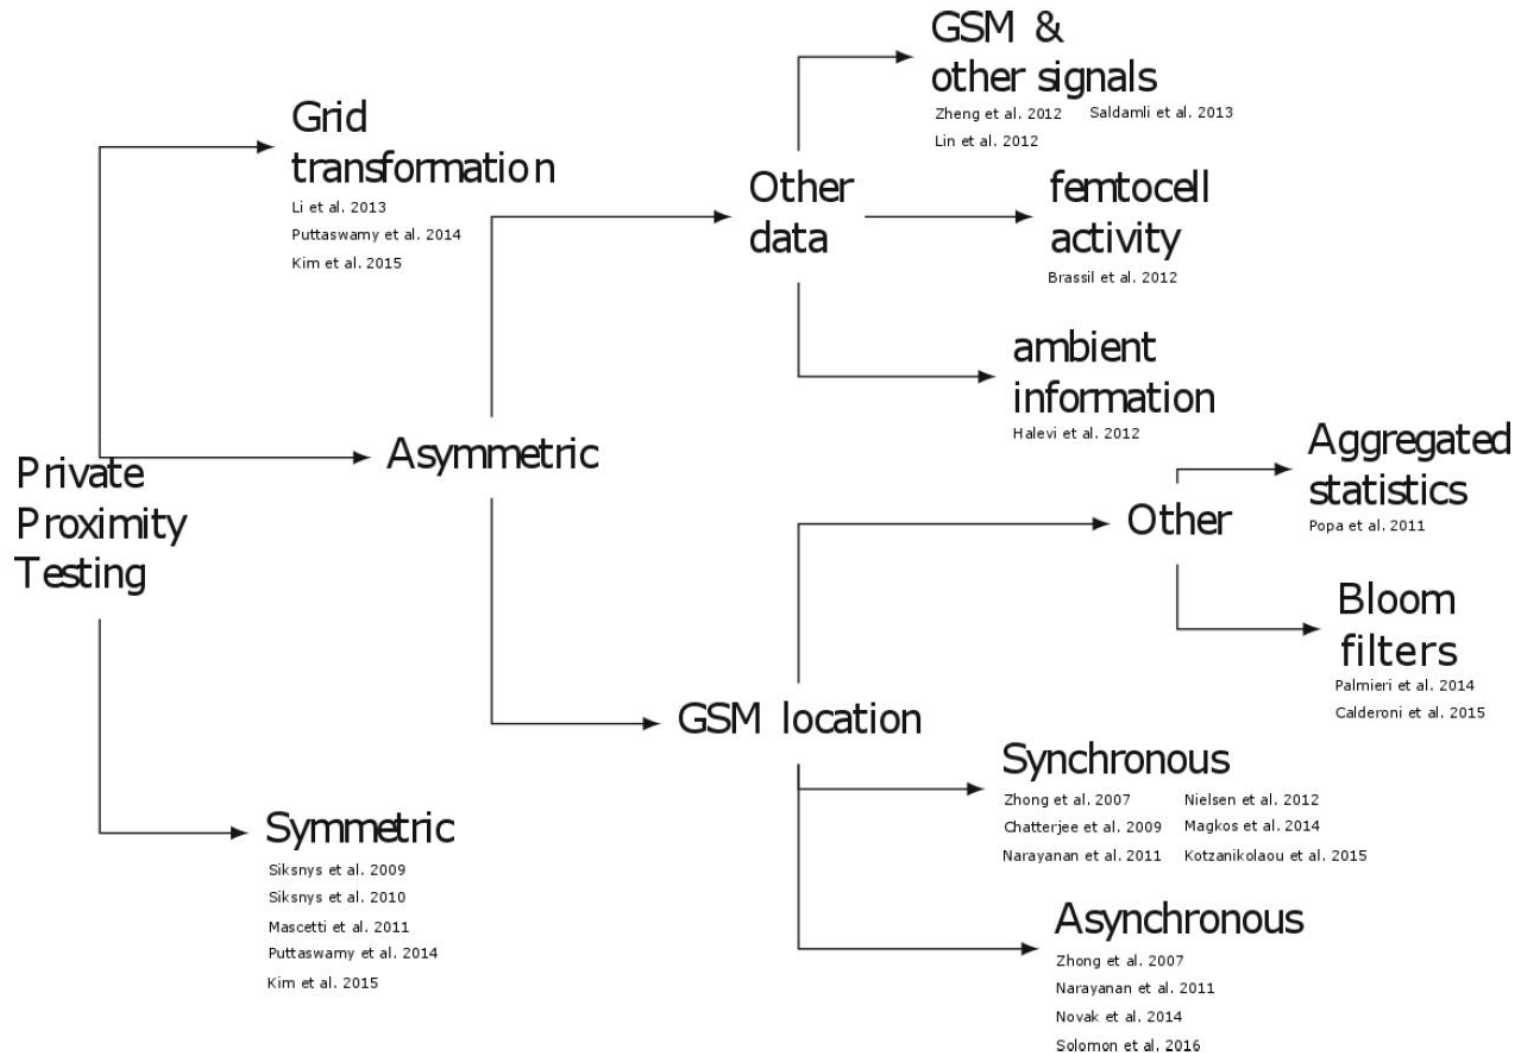 GSM &
other signals
Zheng et al. 2012 Saldamli et al. 2013
Lin et al. 2012
Grid
transformation
Li et al. 2013
Puttaswamy et al. 2014
Kim et al. 2015
Other
data
femtocell
activity
Brassil et al. 2012
ambient
information
Halevi et al. 2012
Asymmetric
Private
Proximity
Testing
Aggregated
statistics
Popa et al. 2011
Other
Bloom
filters
Palmieri et al. 2014
Calderoni et al. 2015
GSM location
Synchronous
Zhong et al. 2007 Nielsen et al. 2012
Chatterjee et al. 2009 Magkos et al. 2014
Narayanan et al. 2011 Kotzanikolaou et al. 2015
Symmetric
Siksnys et al. 2009
Siksnys et al. 2010
Mascetti et al. 2011
Puttaswamy et al. 2014
Kim et al. 2015
Asynchronous
Zhong et al. 2007
Narayanan et al. 2011
Novak et al. 2014
Solomon et al. 2016